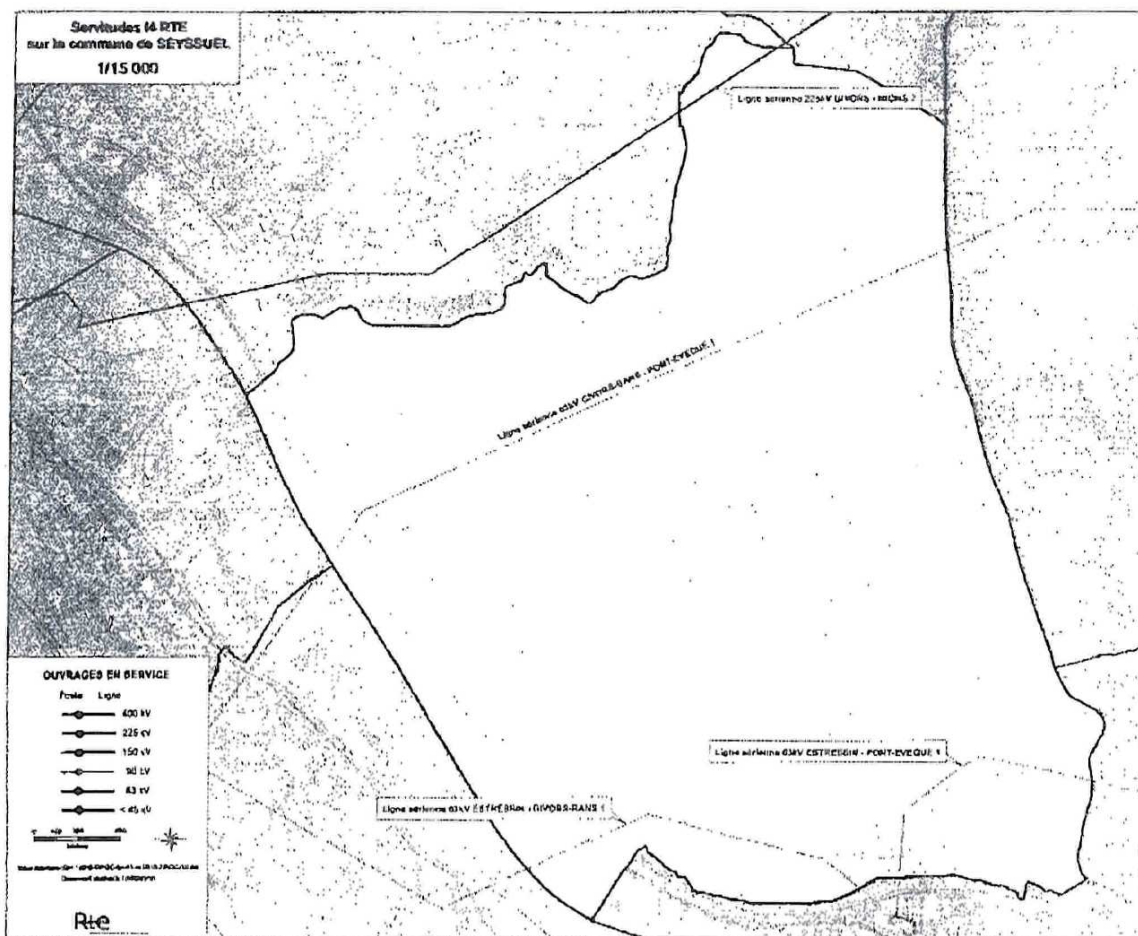 Servitudes I4 RTE
sur la commune de SEYSSUEL
1/15 000
Ligne aérienne 225kV GIVORS - MIONS
Ligne aérienne 63kV GIVORS-BANS - PONT-EVEQUE 1
Ligne aérienne 63kV ESTRESSIN - PONT-EVEQUE 1
Ligne aérienne 63kV ESTRESSIN - GIVORS-BANS 1
OUVRAGES EN SERVICE
Poste Ligne
400 kV
225 kV
150 kV
90 kV
63 kV
< 45 kV
Rte